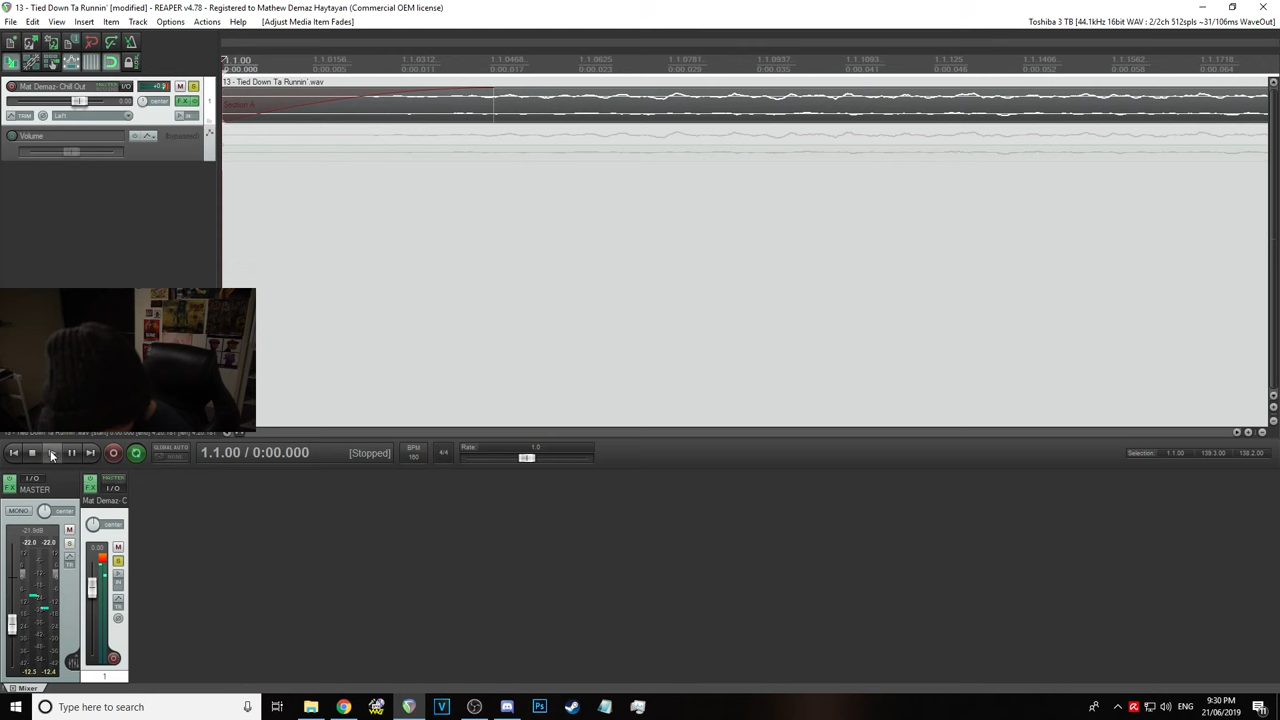 13 - Tied Down Ta Runnin' [modified] - REAPER v4.78 - Registered to Mathew Demaz Haytayan (Commercial OEM license)
File Edit View Insert Item Track Options Actions Help [Adjust Media Item Fades]
Toshiba 3 TB [44.1kHz 16bit WAV : 2/2ch 512spls ~31/106ms WaveOut]
1.1.00 1.1.0156.. 1.1.0312.. 1.1.0468.. 1.1.0625 1.1.0781.. 1.1.0937.. 1.1.1093.. 1.1.125 1.1.1406.. 1.1.1562.. 1.1.1718..
0:00.000 0:00.005 0:00.011 0:00.017 0:00.023 0:00.029 0:00.035 0:00.041 0:00.046 0:00.052 0:00.058 0:00.064
13 - Tied Down Ta Runnin'.wav
Mat Demaz- Chill Out MASTER I/O M S
0.00 center FX 1
TRIM Left IN
Volume (bypassed)
GLOBAL AUTO
NONE
1.1.00 / 0:00.000 [Stopped]
BPM
160
4/4
Rate: 1.0
Selection: 1.1.00 139.3.00 138.2.00
I/O MASTER
FX MASTER FX I/O
Mat Demaz- C
MONO center center
-21.9dB M 0.00 M
-22.0 -22.0 S S
-12.5 -12.4
1
Mixer
Type here to search
ENG
9:30 PM
21/06/2019